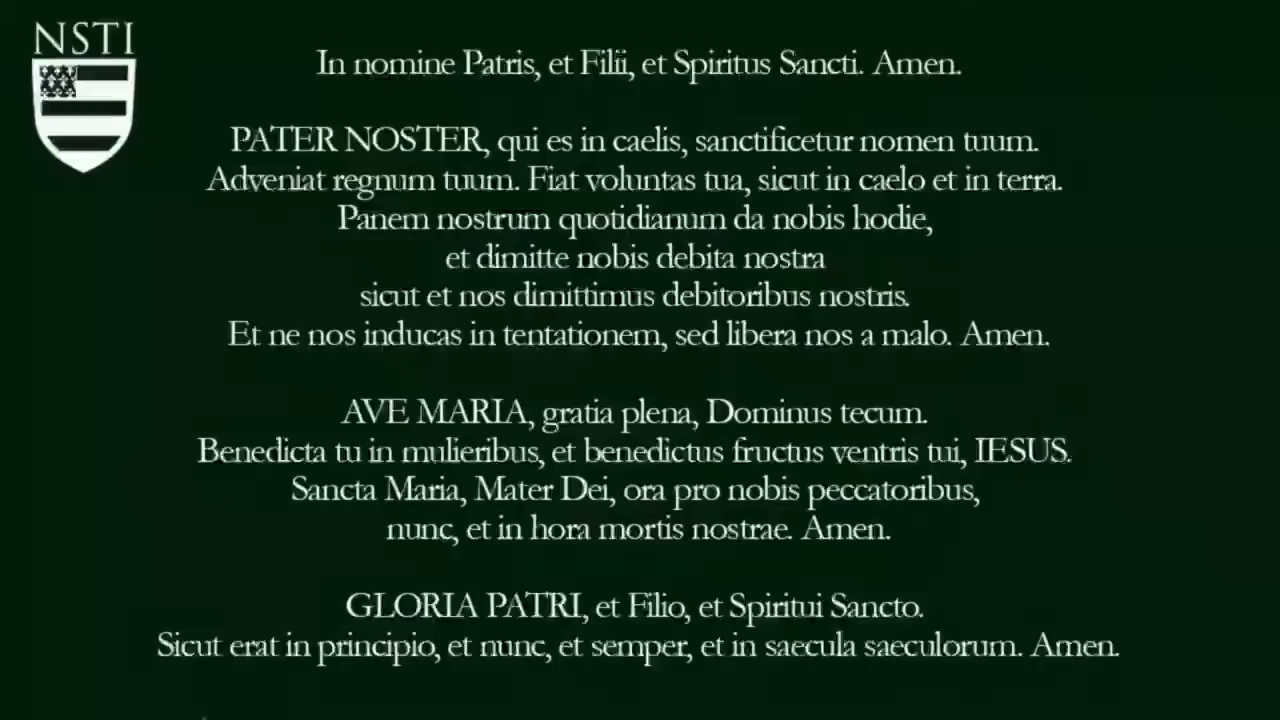 NSTI
In nomine Patris, et Filii, et Spiritus Sancti. Amen.
PATER NOSTER, qui es in caelis, sanctificetur nomen tuum.
Adveniat regnum tuum. Fiat voluntas tua, sicut in caelo et in terra.
Panem nostrum quotidianum da nobis hodie,
et dimitte nobis debita nostra
sicut et nos dimittimus debitoribus nostris.
Et ne nos inducas in tentationem, sed libera nos a malo. Amen.
AVE MARIA, gratia plena, Dominus tecum.
Benedicta tu in mulieribus, et benedictus fructus ventris tui, IESUS.
Sancta Maria, Mater Dei, ora pro nobis peccatoribus,
nunc, et in hora mortis nostrae. Amen.
GLORIA PATRI, et Filio, et Spiritui Sancto.
Sicut erat in principio, et nunc, et semper, et in saecula saeculorum. Amen.